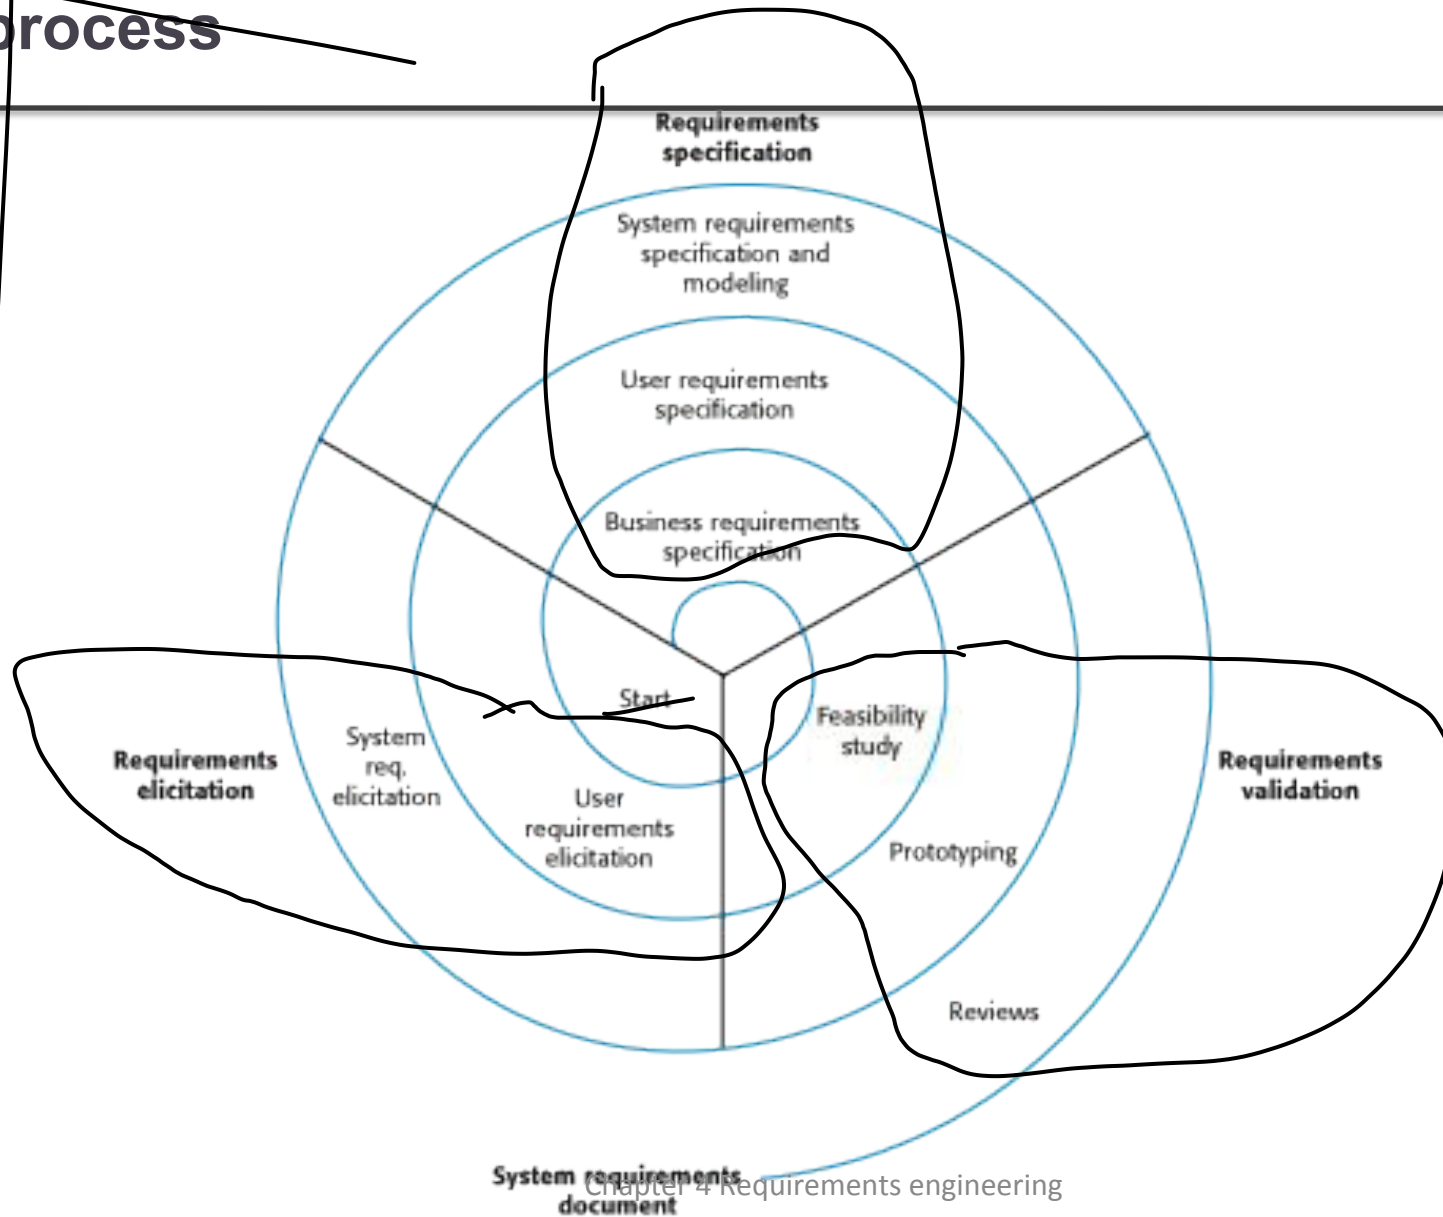 process
Requirements
specification
System requirements
specification and
modeling
User requirements
specification
Business requirements
specification
Start
Feasibility
study
System
req.
elicitation
Requirements
elicitation
User
requirements
elicitation
Requirements
validation
Prototyping
Reviews
System requirements
document
Chapter 4 Requirements engineering